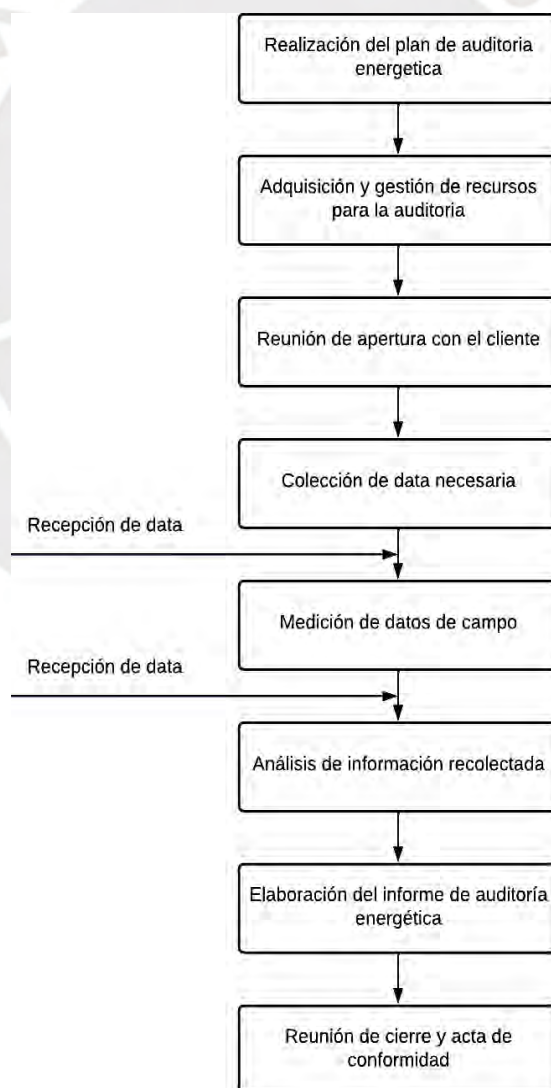 Realización del plan de auditoria
energetica
Adquisición y gestión de recursos
para la auditoria
Reunión de apertura con el cliente
Colección de data necesaria
Recepción de data
Medición de datos de campo
Recepción de data
Análisis de información recolectada
Elaboración del informe de auditoría
energética
Reunión de cierre y acta de
conformidad